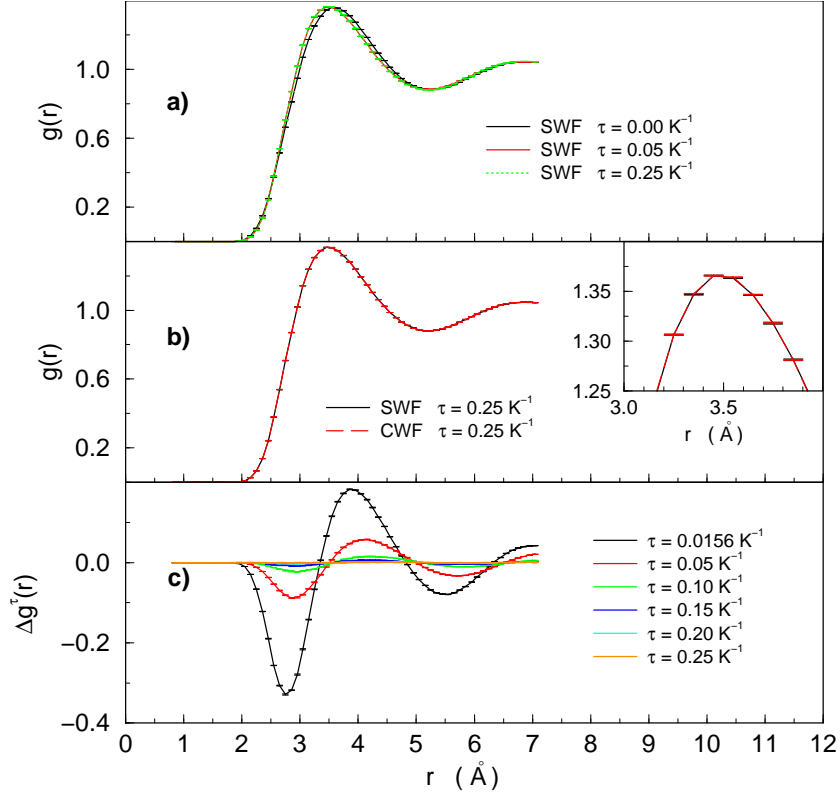 1.0
0.6
0.2
g(r)
a)
SWF τ = 0.00 K⁻¹
SWF τ = 0.05 K⁻¹
SWF τ = 0.25 K⁻¹
1.0
0.6
0.2
g(r)
b)
SWF τ = 0.25 K⁻¹
CWF τ = 0.25 K⁻¹
1.35
1.30
1.25
3.0 3.5
r (Å)
0.0
−0.2
−0.4
Δg^τ(r)
c)
τ = 0.0156 K⁻¹
τ = 0.05 K⁻¹
τ = 0.10 K⁻¹
τ = 0.15 K⁻¹
τ = 0.20 K⁻¹
τ = 0.25 K⁻¹
0 1 2 3 4 5 6 7 8 9 10 11 12
r (Å)